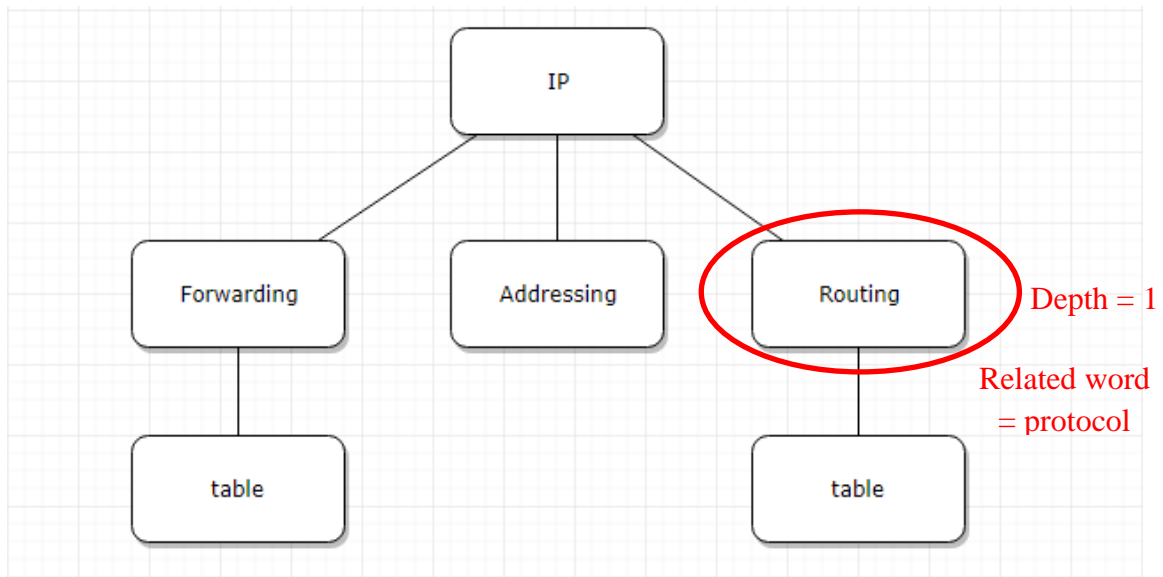 IP
Forwarding
Addressing
Routing
Depth = 1
Related word
= protocol
table
table